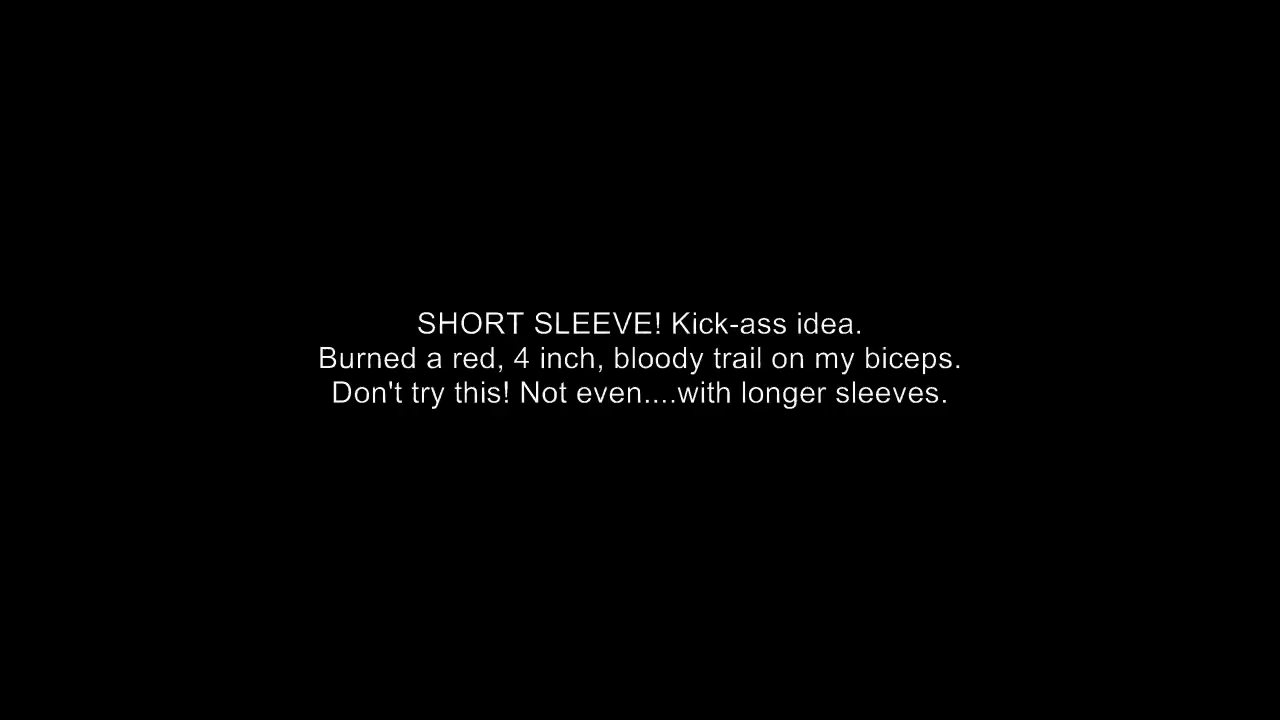 SHORT SLEEVE! Kick-ass idea.
Burned a red, 4 inch, bloody trail on my biceps.
Don't try this! Not even....with longer sleeves.